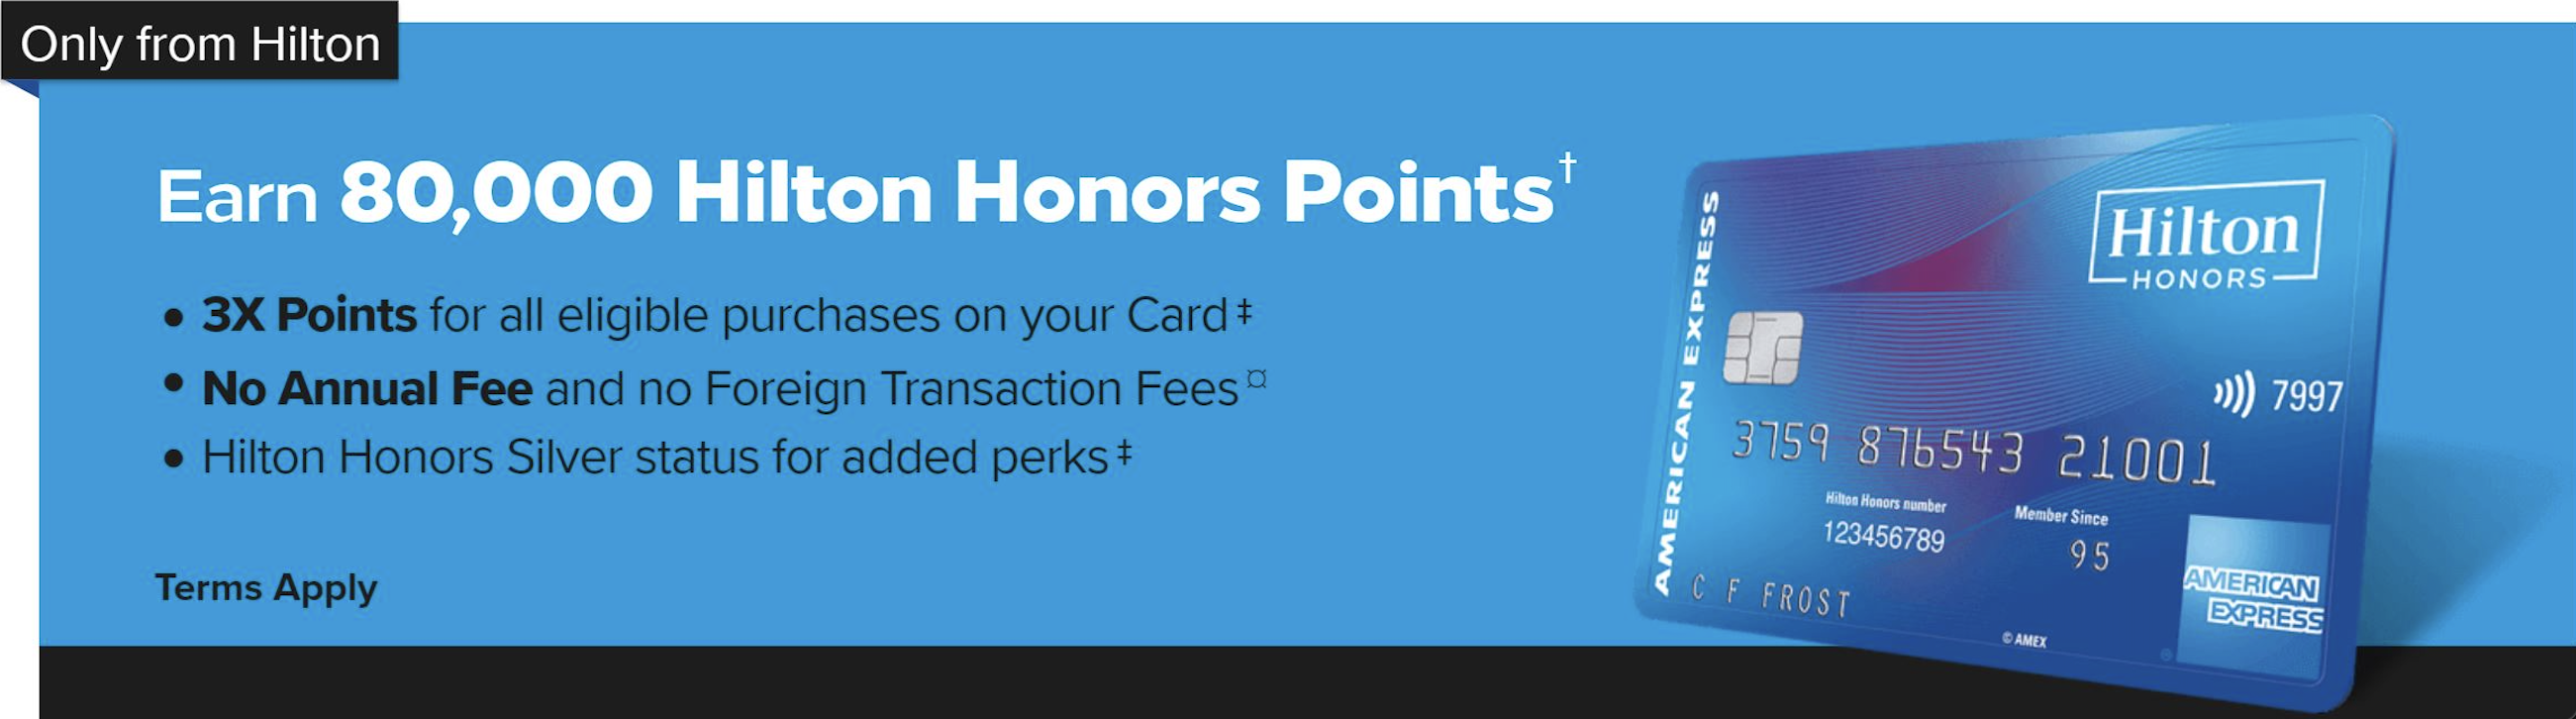 Only from Hilton
Earn 80,000 Hilton Honors Points†
• 3X Points for all eligible purchases on your Card‡
• No Annual Fee and no Foreign Transaction Fees¤
• Hilton Honors Silver status for added perks‡
Terms Apply
AMERICAN EXPRESS
Hilton
HONORS
7997
3759 876543 21001
Hilton Honors number
123456789
Member Since
95
C F FROST
© AMEX
AMERICAN
EXPRESS
®